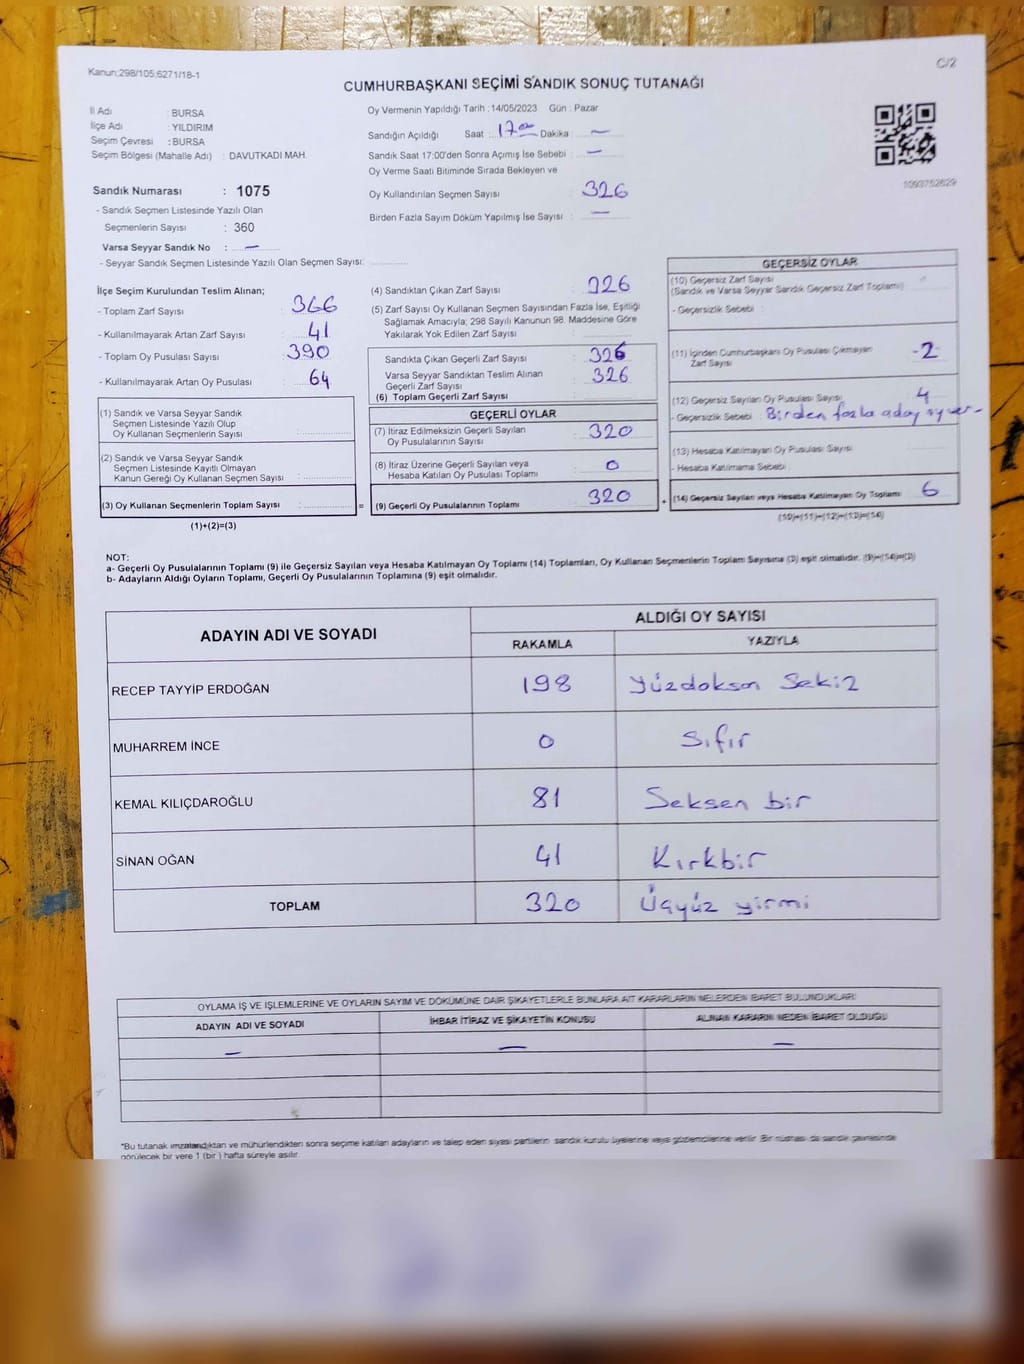 Kanun;298/105;6271/18-1
C/2
CUMHURBAŞKANI SEÇİMİ SANDIK SONUÇ TUTANAĞI
İl Adı : BURSA
İlçe Adı : YILDIRIM
Seçim Çevresi : BURSA
Seçim Bölgesi (Mahalle Adı) : DAVUTKADI MAH.
Oy Vermenin Yapıldığı Tarih :14/05/2023 Gün : Pazar
Sandığın Açıldığı Saat : 17.00 Dakika : —
Sandık Saat 17:00'den Sonra Açımış İse Sebebi : —
Oy Verme Saati Bitiminde Sırada Bekleyen ve
Oy Kullandırılan Seçmen Sayısı : 326
Birden Fazla Sayım Döküm Yapılmış İse Sayısı : —
1093752629
Sandık Numarası : 1075
- Sandık Seçmen Listesinde Yazılı Olan
Seçmenlerin Sayısı : 360
Varsa Seyyar Sandık No : —
- Seyyar Sandık Seçmen Listesinde Yazılı Olan Seçmen Sayısı:
İlçe Seçim Kurulundan Teslim Alınan;
- Toplam Zarf Sayısı : 366
- Kullanılmayarak Artan Zarf Sayısı : 41
- Toplam Oy Pusulası Sayısı : 390
- Kullanılmayarak Artan Oy Pusulası : 64
(1) Sandık ve Varsa Seyyar Sandık
Seçmen Listesinde Yazılı Olup
Oy Kullanan Seçmenlerin Sayısı :
(2) Sandık ve Varsa Seyyar Sandık
Seçmen Listesinde Kayıtlı Olmayan
Kanun Gereği Oy Kullanan Seçmen Sayısı :
(3) Oy Kullanan Seçmenlerin Toplam Sayısı : =
(1)+(2)=(3)
(4) Sandıktan Çıkan Zarf Sayısı : 326
(5) Zarf Sayısı Oy Kullanan Seçmen Sayısından Fazla İse, Eşitliği
Sağlamak Amacıyla; 298 Sayılı Kanunun 98. Maddesine Göre
Yakılarak Yok Edilen Zarf Sayısı :
Sandıkta Çıkan Geçerli Zarf Sayısı : 326
Varsa Seyyar Sandıktan Teslim Alınan
Geçerli Zarf Sayısı : 326
(6) Toplam Geçerli Zarf Sayısı :
GEÇERLİ OYLAR
(7) İtiraz Edilmeksizin Geçerli Sayılan
Oy Pusulalarının Sayısı : 320
(8) İtiraz Üzerine Geçerli Sayılan veya
Hesaba Katılan Oy Pusulası Toplamı : 0
(9) Geçerli Oy Pusulalarının Toplamı : 320 +
GEÇERSİZ OYLAR
(10) Geçersiz Zarf Sayısı
(Sandık ve Varsa Seyyar Sandık Geçersiz Zarf Toplamı) :
- Geçersizlik Sebebi :
(11) İçinden Cumhurbaşkanı Oy Pusulası Çıkmayan
Zarf Sayısı : 2
(12) Geçersiz Sayılan Oy Pusulası Sayısı : 4
- Geçersizlik Sebebi : Birden fazla aday oy ver-
(13) Hesaba Katılmayan Oy Pusulası Sayısı :
- Hesaba Katılmama Sebebi :
(14) Geçersiz Sayılan veya Hesaba Katılmayan Oy Toplamı : 6
(10)+(11)+(12)+(13)=(14)
NOT:
a- Geçerli Oy Pusulalarının Toplamı (9) ile Geçersiz Sayılan veya Hesaba Katılmayan Oy Toplamı (14) Toplamları, Oy Kullanan Seçmenlerin Toplam Sayısına (3) eşit olmalıdır. (9)+(14)=(3)
b- Adayların Aldığı Oyların Toplamı, Geçerli Oy Pusulalarının Toplamına (9) eşit olmalıdır.
ADAYIN ADI VE SOYADI
ALDIĞI OY SAYISI
RAKAMLA YAZIYLA
RECEP TAYYİP ERDOĞAN 198 Yüzdoksan Sekiz
MUHARREM İNCE 0 Sıfır
KEMAL KILIÇDAROĞLU 81 Seksen bir
SİNAN OĞAN 41 Kırkbir
TOPLAM 320 Üçyüz yirmi
OYLAMA İŞ VE İŞLEMLERİNE VE OYLARIN SAYIM VE DÖKÜMÜNE DAİR ŞİKAYETLERLE BUNLARA AİT KARARLARIN NELERDEN İBARET BULUNDUKLARI
ADAYIN ADI VE SOYADI İHBAR İTİRAZ VE ŞİKAYETİN KONUSU ALINAN KARARIN NEDEN İBARET OLDUĞU
— — —
*Bu tutanak imzalandıktan ve mühürlendikten sonra seçime katılan adayların ve talep eden siyasi partilerin sandık kurulu üyelerine veya gözlemcilerine verilir. Bir nüshası da sandık çevresinde
görülecek bir yere 1 (bir ) hafta süreyle asılır.